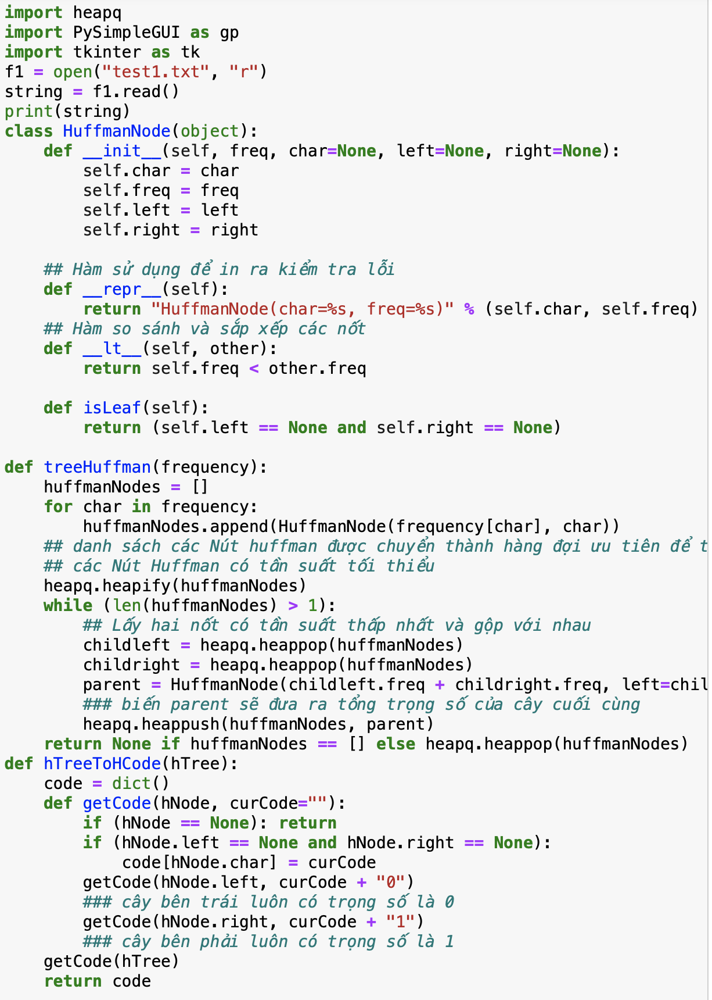 import heapq
import PySimpleGUI as gp
import tkinter as tk
f1 = open("test1.txt", "r")
string = f1.read()
print(string)
class HuffmanNode(object):
    def __init__(self, freq, char=None, left=None, right=None):
        self.char = char
        self.freq = freq
        self.left = left
        self.right = right

    ## Hàm sử dụng để in ra kiểm tra lỗi
    def __repr__(self):
        return "HuffmanNode(char=%s, freq=%s)" % (self.char, self.freq)
    ## Hàm so sánh và sắp xếp các nốt
    def __lt__(self, other):
        return self.freq < other.freq

    def isLeaf(self):
        return (self.left == None and self.right == None)

def treeHuffman(frequency):
    huffmanNodes = []
    for char in frequency:
        huffmanNodes.append(HuffmanNode(frequency[char], char))
    ## danh sách các Nút huffman được chuyển thành hàng đợi ưu tiên để t
    ## các Nút Huffman có tần suất tối thiểu
    heapq.heapify(huffmanNodes)
    while (len(huffmanNodes) > 1):
        ## Lấy hai nốt có tần suất thấp nhất và gộp với nhau
        childleft = heapq.heappop(huffmanNodes)
        childright = heapq.heappop(huffmanNodes)
        parent = HuffmanNode(childleft.freq + childright.freq, left=chil
        ### biến parent sẽ đưa ra tổng trọng số của cây cuối cùng
        heapq.heappush(huffmanNodes, parent)
    return None if huffmanNodes == [] else heapq.heappop(huffmanNodes)
def hTreeToHCode(hTree):
    code = dict()
    def getCode(hNode, curCode=""):
        if (hNode == None): return
        if (hNode.left == None and hNode.right == None):
            code[hNode.char] = curCode
        getCode(hNode.left, curCode + "0")
        ### cây bên trái luôn có trọng số là 0
        getCode(hNode.right, curCode + "1")
        ### cây bên phải luôn có trọng số là 1
    getCode(hTree)
    return code